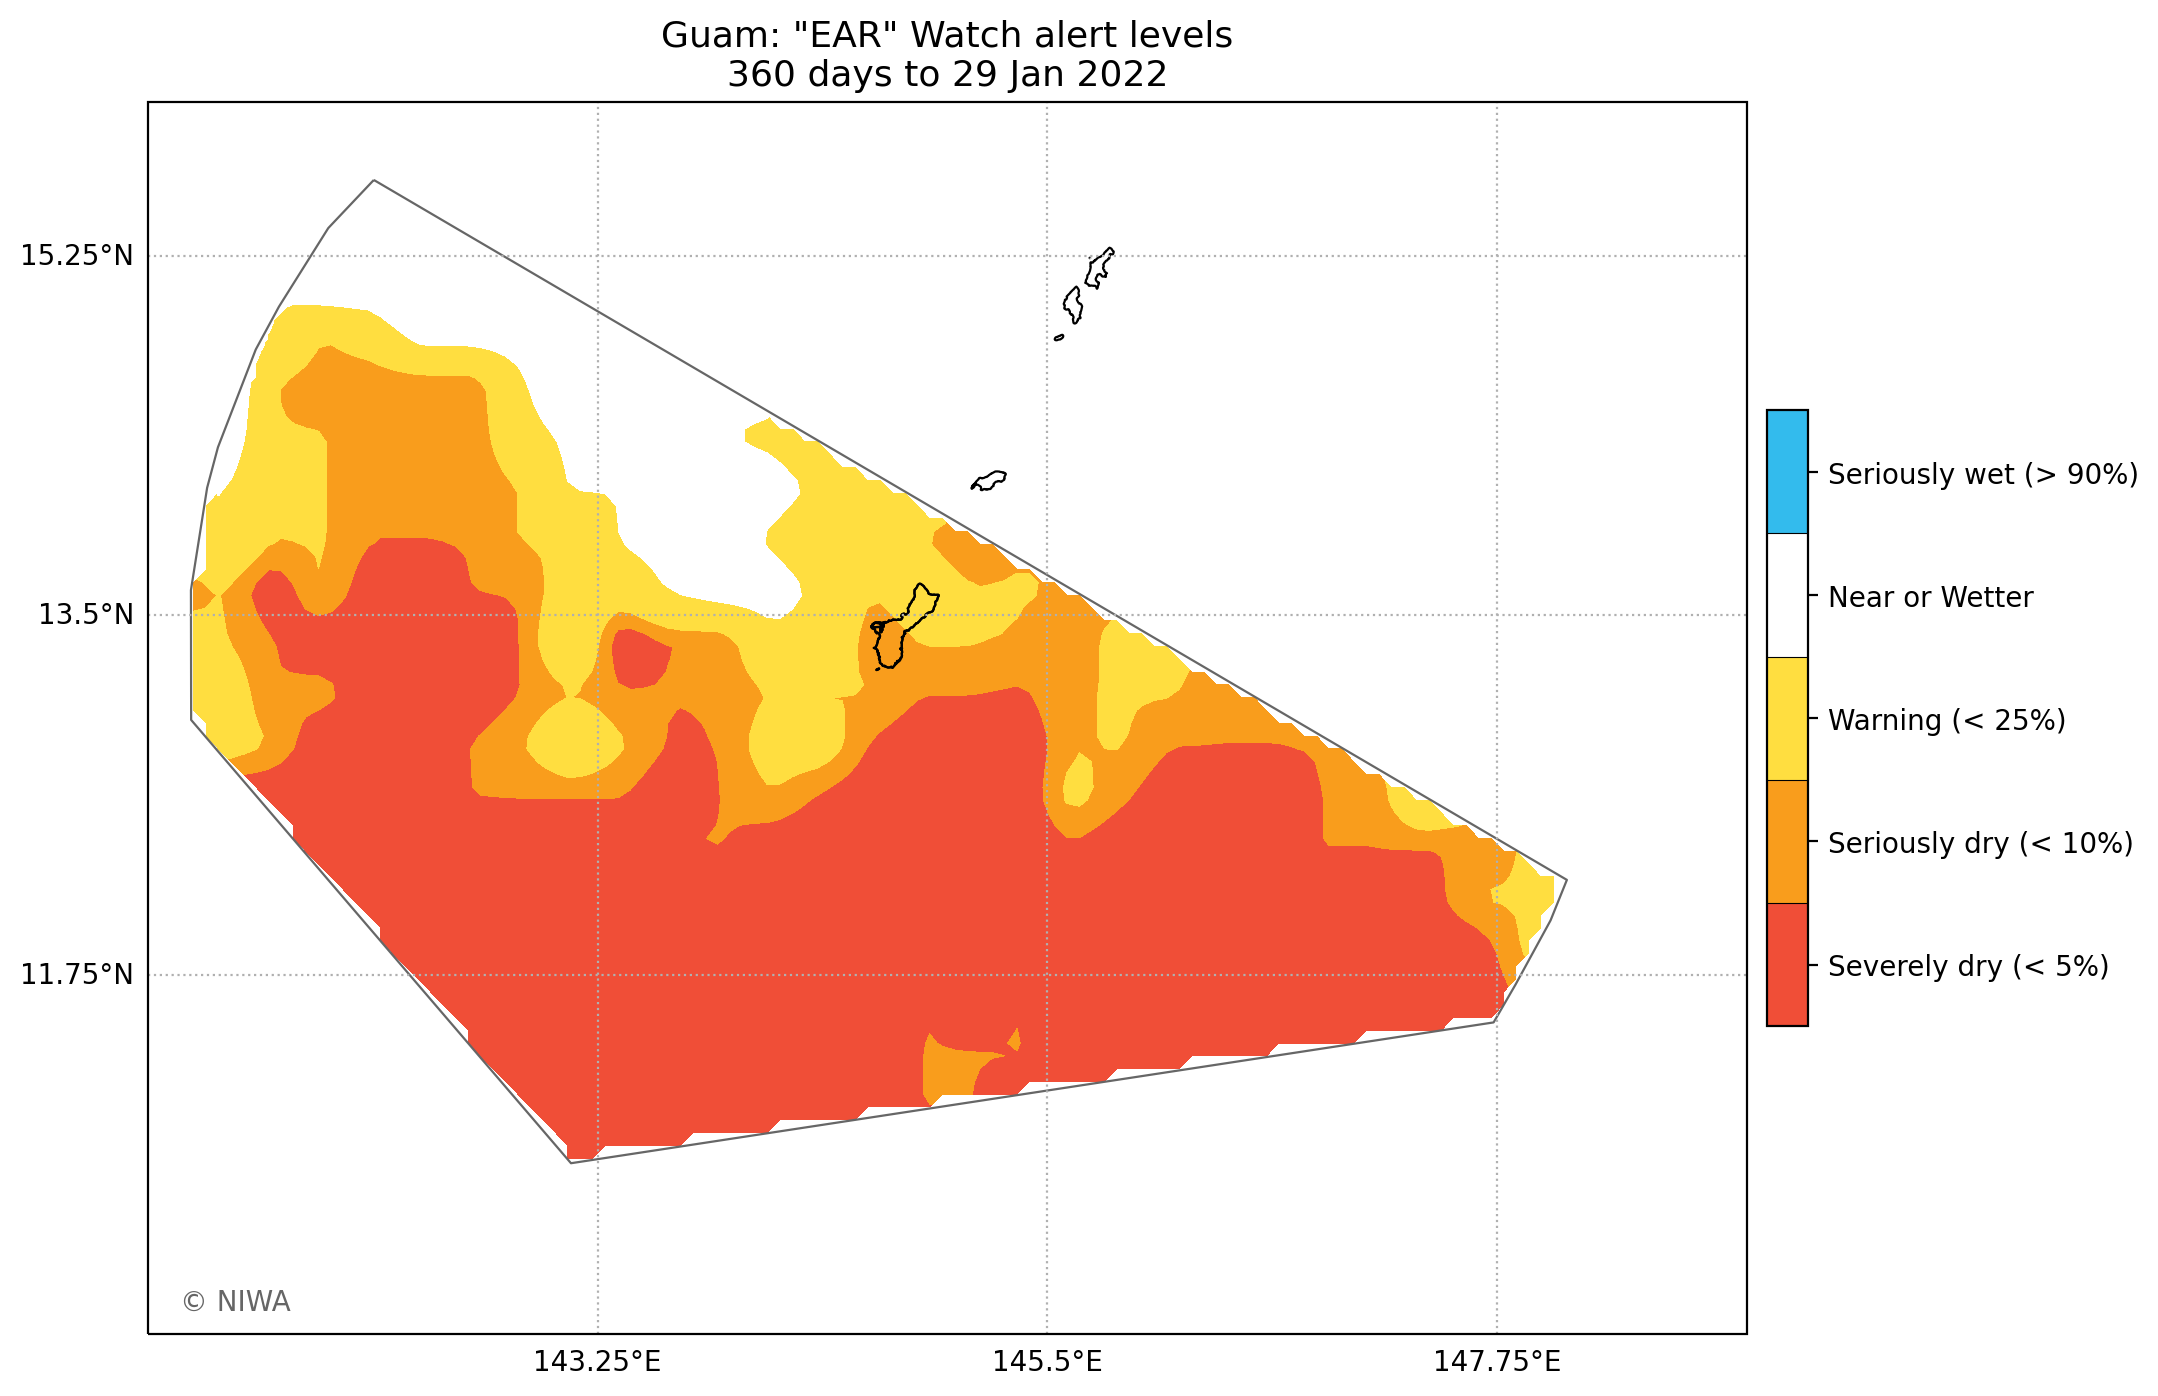 Guam: "EAR" Watch alert levels
360 days to 29 Jan 2022
15.25°N
13.5°N
11.75°N
143.25°E
145.5°E
147.75°E
Seriously wet (> 90%)
Near or Wetter
Warning (< 25%)
Seriously dry (< 10%)
Severely dry (< 5%)
© NIWA